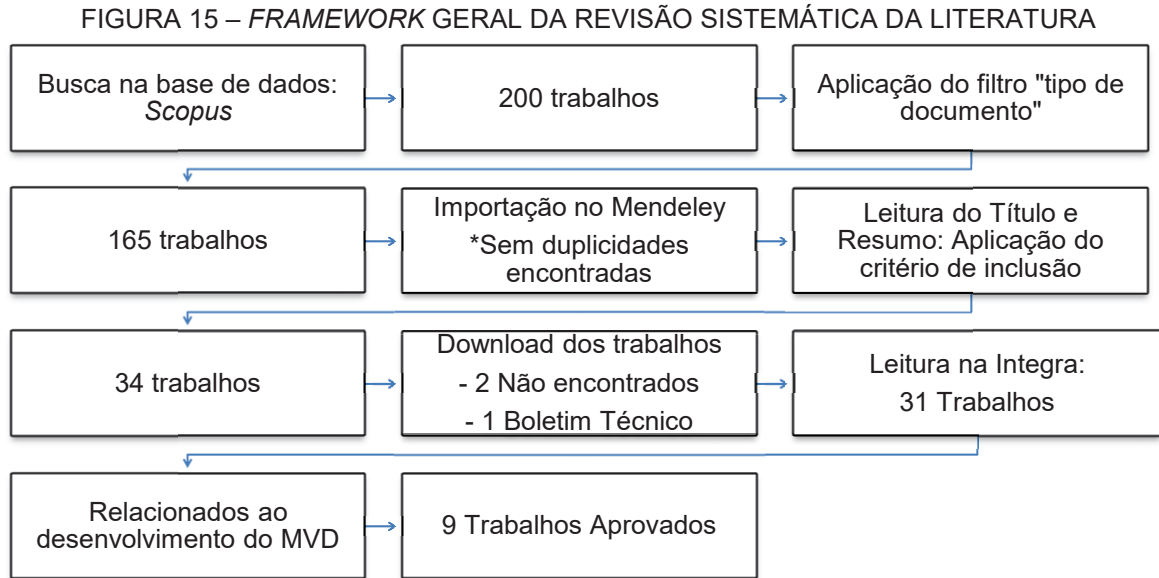 FIGURA 15 – FRAMEWORK GERAL DA REVISÃO SISTEMÁTICA DA LITERATURA
Busca na base de dados:
Scopus
200 trabalhos
Aplicação do filtro "tipo de
documento"
165 trabalhos
Importação no Mendeley
*Sem duplicidades
encontradas
Leitura do Título e
Resumo: Aplicação do
critério de inclusão
34 trabalhos
Download dos trabalhos
- 2 Não encontrados
- 1 Boletim Técnico
Leitura na Integra:
31 Trabalhos
Relacionados ao
desenvolvimento do MVD
9 Trabalhos Aprovados